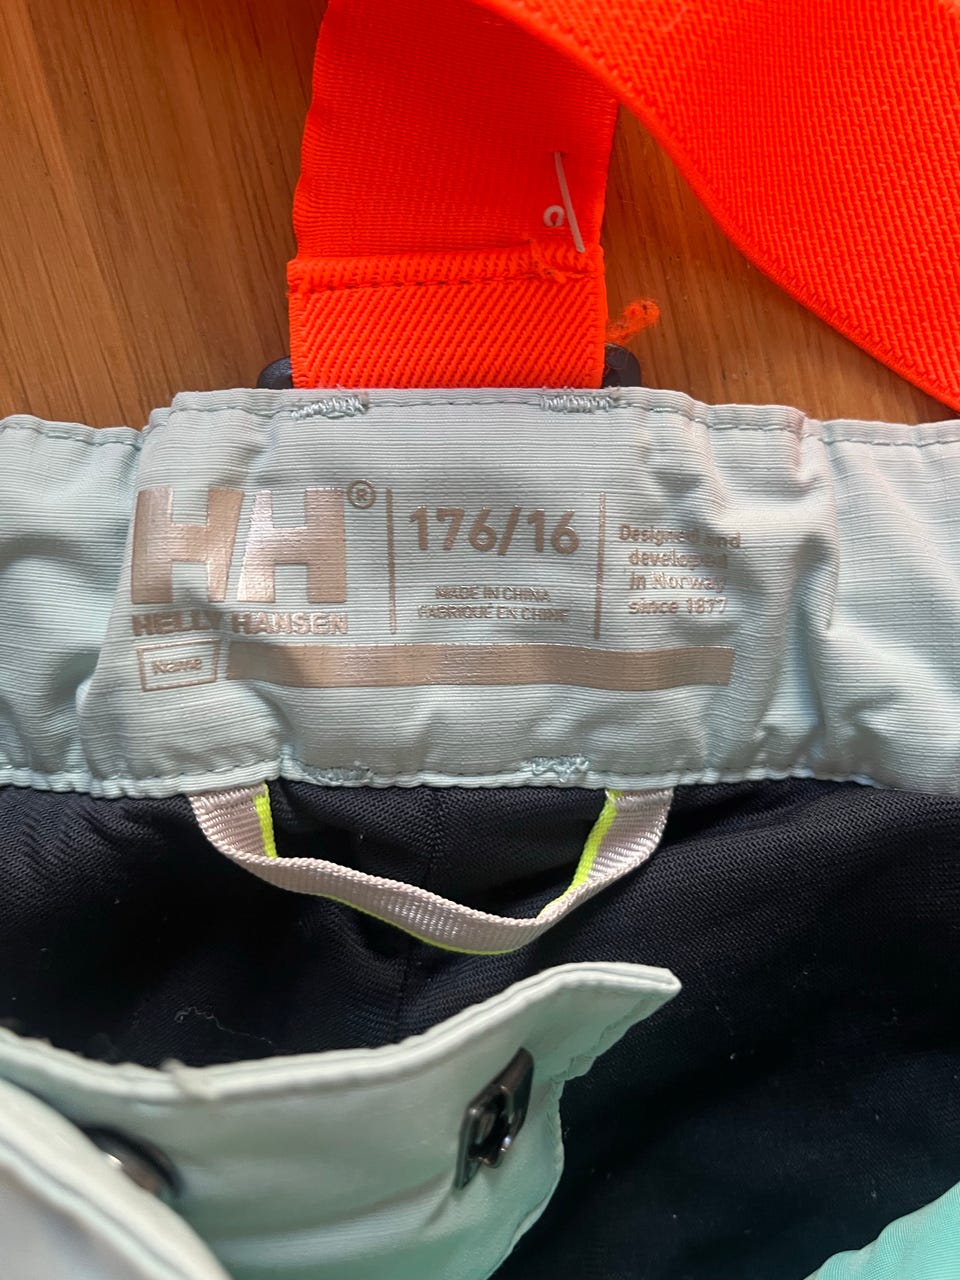 HH®
HELLY HANSEN
Name
176/16
MADE IN CHINA
FABRIQUÉ EN CHINE
Designed and
developed
in Norway
since 1877